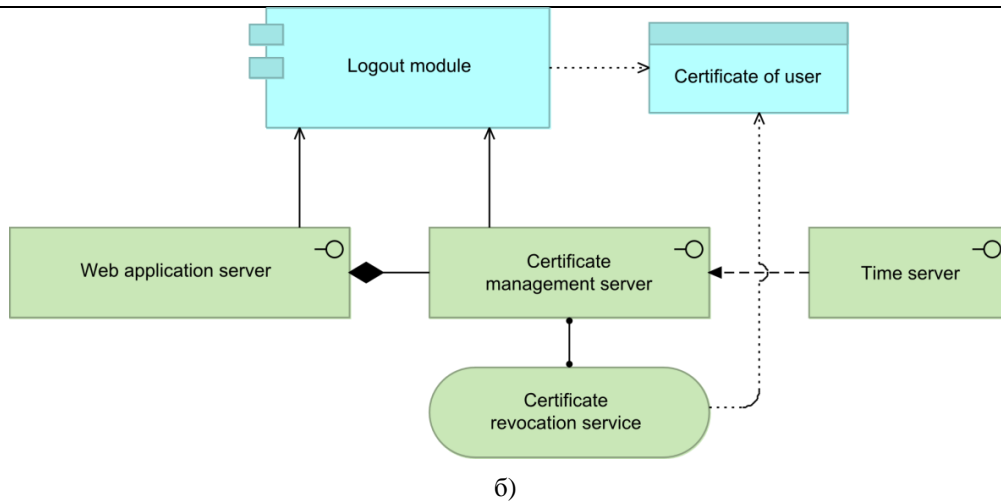 Logout module
Certificate of user
Web application server
Certificate
management server
Time server
Certificate
revocation service
б)